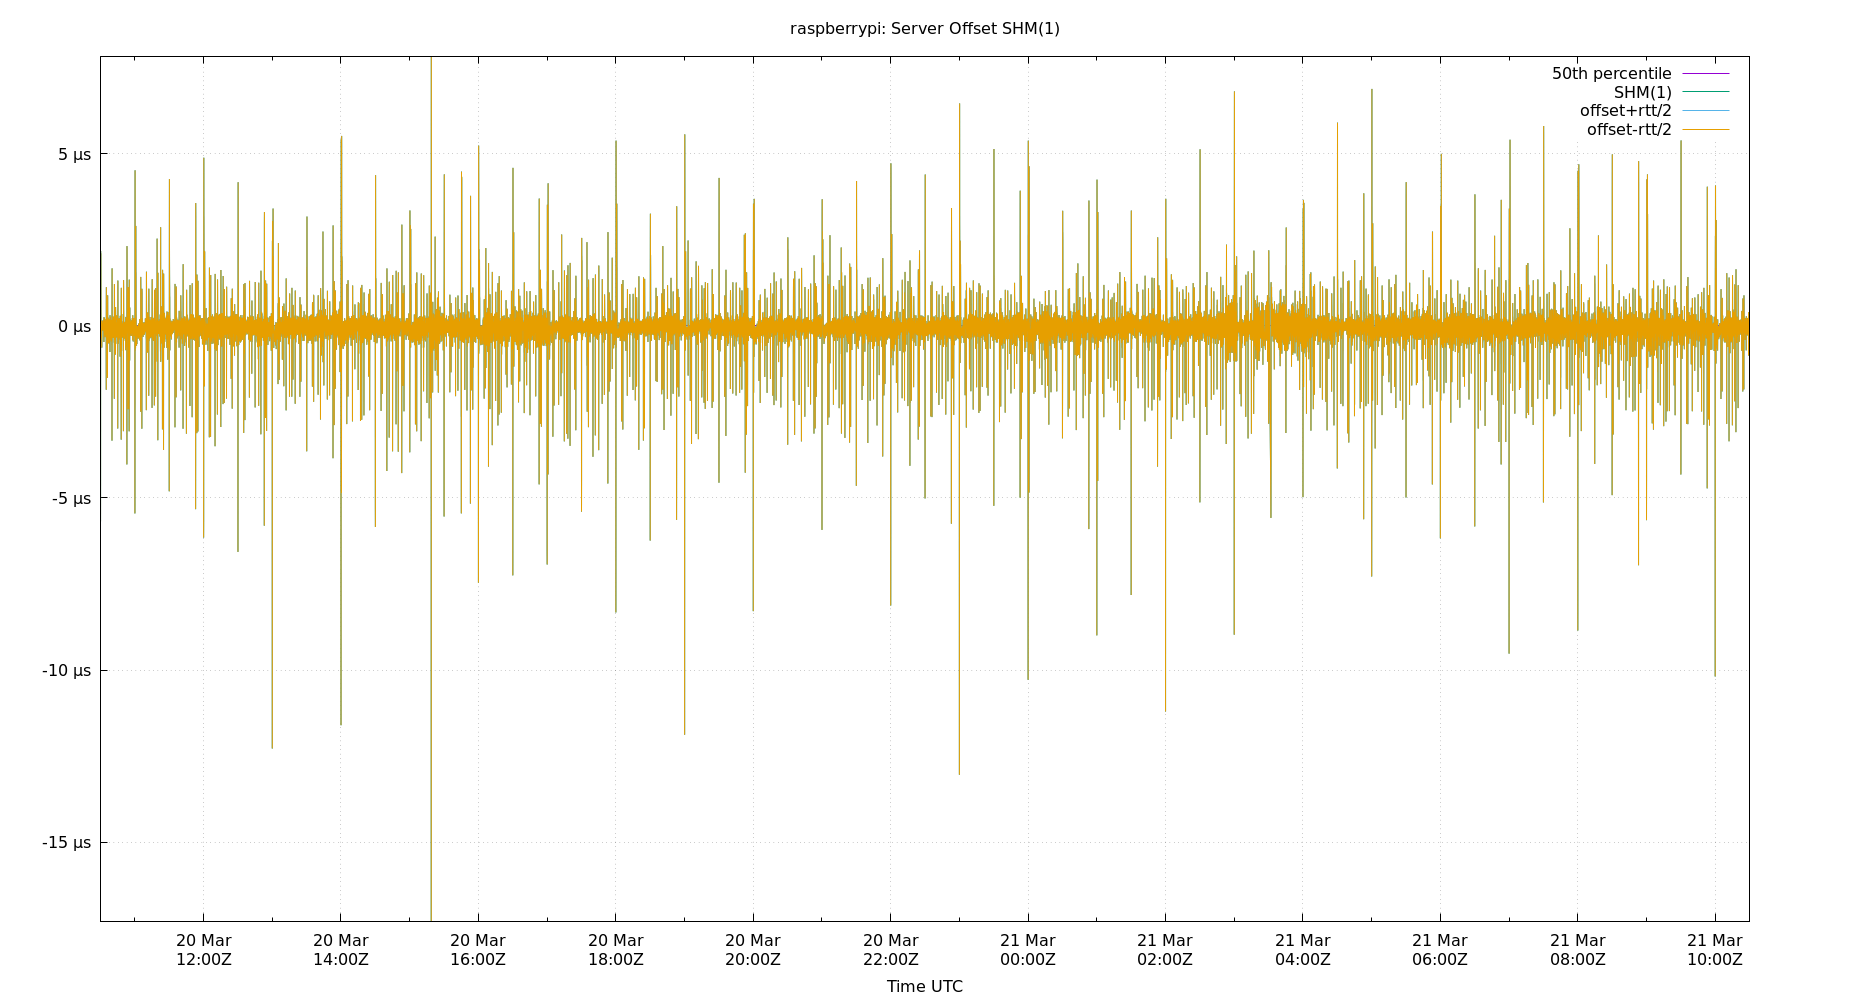 raspberrypi: Server Offset SHM(1)
50th percentile
SHM(1)
offset+rtt/2
offset-rtt/2
5 µs
0 µs
-5 µs
-10 µs
-15 µs
20 Mar 20 Mar 20 Mar 20 Mar 20 Mar 20 Mar 21 Mar 21 Mar 21 Mar 21 Mar 21 Mar 21 Mar
12:00Z 14:00Z 16:00Z 18:00Z 20:00Z 22:00Z 00:00Z 02:00Z 04:00Z 06:00Z 08:00Z 10:00Z
Time UTC